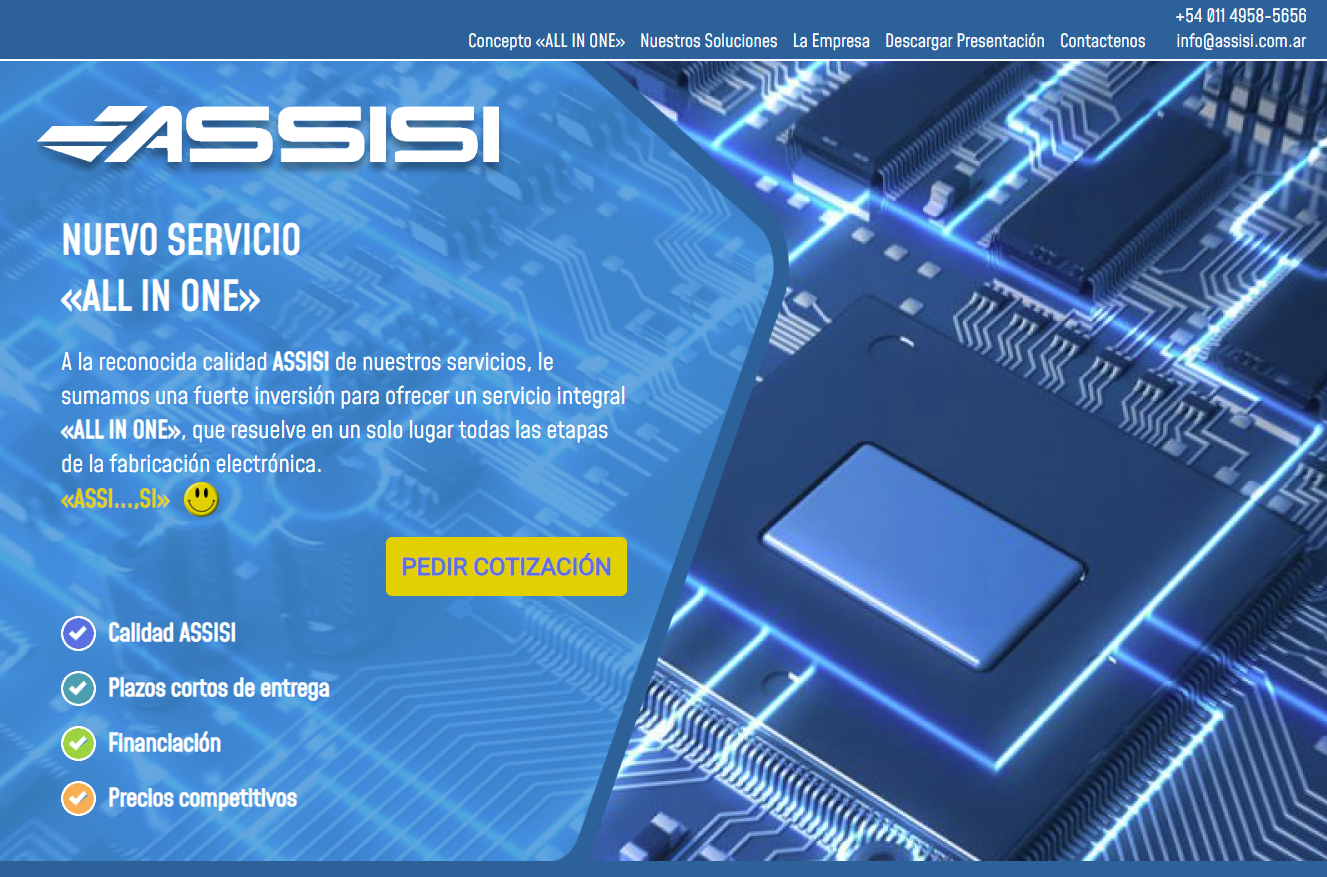 +54 011 4958-5656
Concepto «ALL IN ONE» Nuestros Soluciones La Empresa Descargar Presentación Contactenos info@assisi.com.ar
ASSISI
NUEVO SERVICIO
«ALL IN ONE»
A la reconocida calidad ASSISI de nuestros servicios, le
sumamos una fuerte inversión para ofrecer un servicio integral
«ALL IN ONE», que resuelve en un solo lugar todas las etapas
de la fabricación electrónica.
«ASSI...,SI»
PEDIR COTIZACIÓN
Calidad ASSISI
Plazos cortos de entrega
Financiación
Precios competitivos